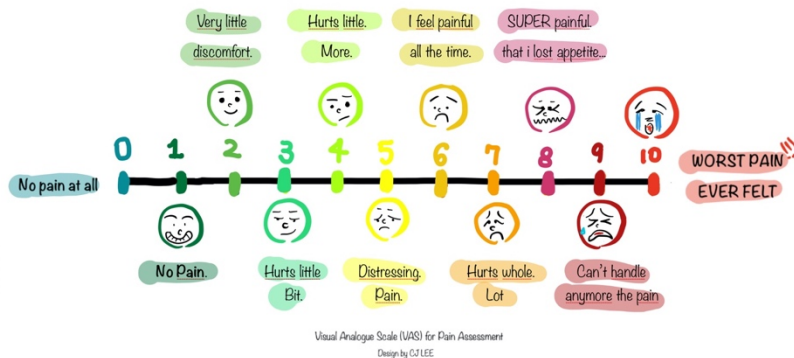 Very little
discomfort.
Hurts little.
More.
I feel painful
all the time.
SUPER painful
that i lost appetite...
0 1 2 3 4 5 6 7 8 9 10
No pain at all
WORST PAIN
EVER FELT
No Pain.
Hurts little
Bit.
Distressing.
Pain.
Hurts whole.
Lot
Can't handle
anymore the pain
Visual Analogue Scale (VAS) for Pain Assessment
Design by CJ LEE